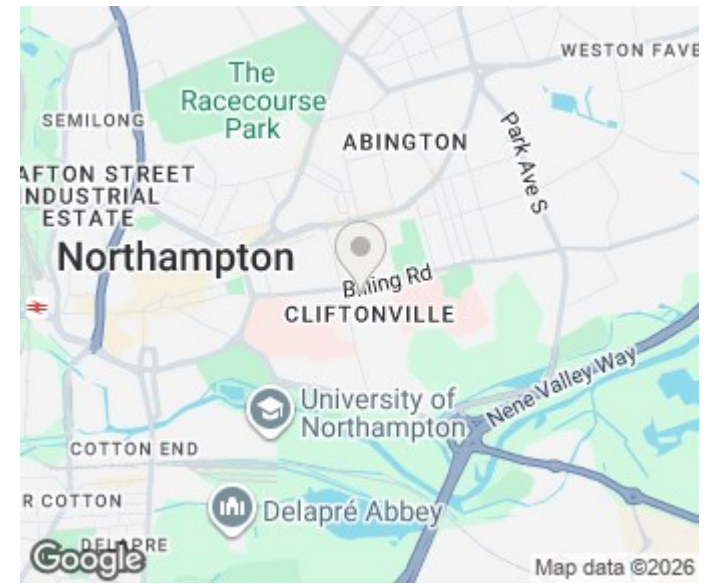 WESTON FAVE
The
Racecourse
Park
SEMILONG
ABINGTON
Park Ave S
AFTON STREET
INDUSTRIAL
ESTATE
Northampton
Billing Rd
CLIFTONVILLE
University of
Northampton
Nene Valley Way
COTTON END
R COTTON
Delapré Abbey
DELAPRE
Google
Map data ©2026